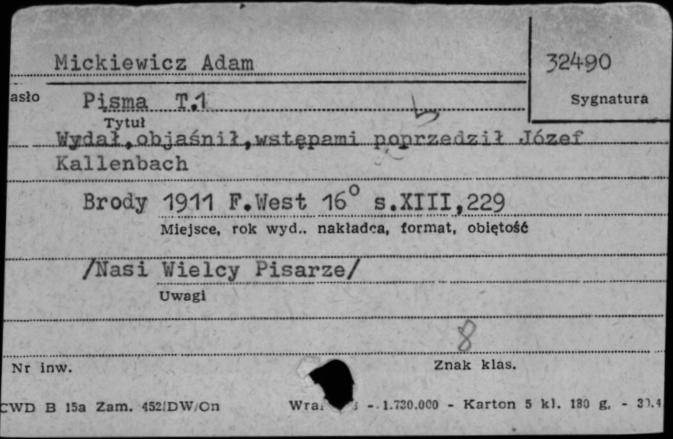 Mickiewicz Adam
32490
asło
Pisma T.1
Sygnatura
Tytuł
Wydał,objaśnił,wstępami poprzedził Józef
Kallenbach
Brody 1911 F.West 16° s.XIII,229
Miejsce, rok wyd.. nakładca, format, objętość
/Nasi Wielcy Pisarze/
Uwagi
8
Nr inw.
Znak klas.
CWD B 15a Zam. 452/DW/Cn - 1.730.000 - Karton 5 kl. 180 g. -